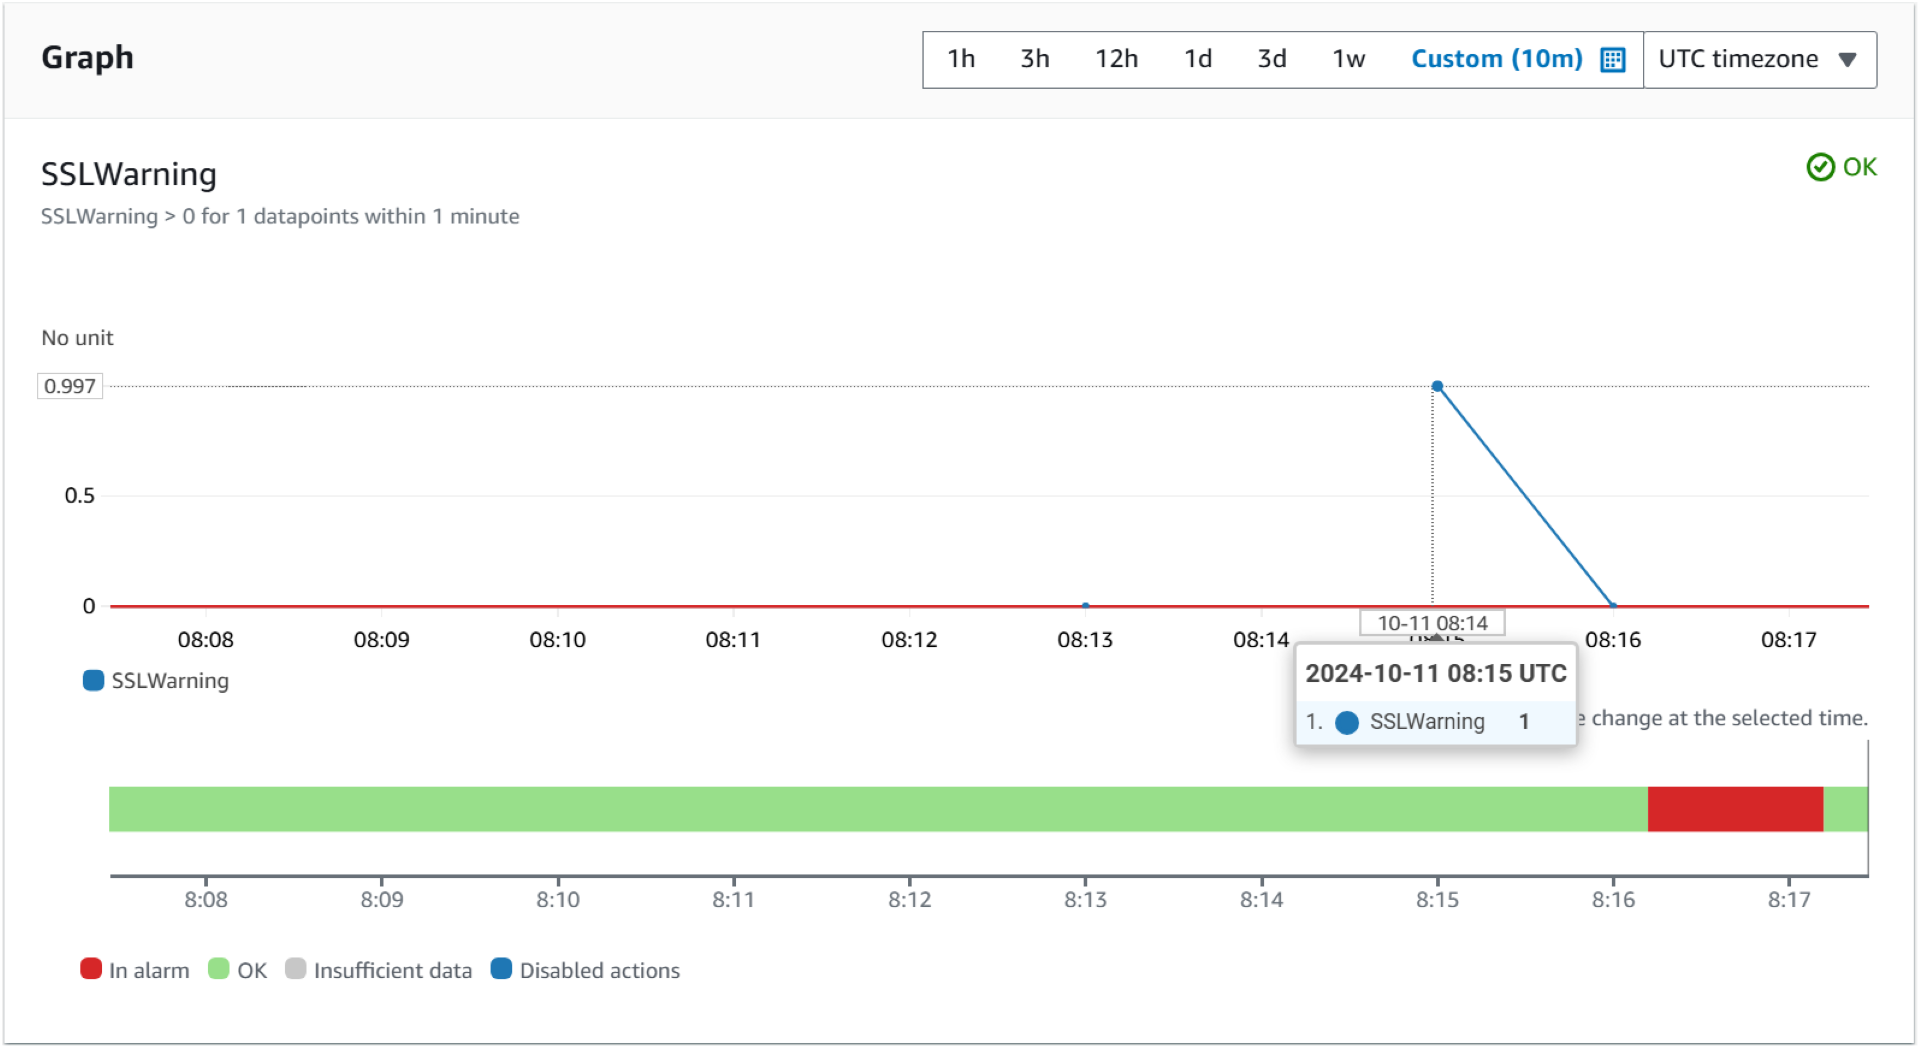 Graph
1h 3h 12h 1d 3d 1w Custom (10m) UTC timezone
SSLWarning
OK
SSLWarning > 0 for 1 datapoints within 1 minute
No unit
0.997
0.5
0
10-11 08:14
08:08 08:09 08:10 08:11 08:12 08:13 08:14 08:16 08:17
2024-10-11 08:15 UTC
SSLWarning
1. SSLWarning 1
change at the selected time.
8:08 8:09 8:10 8:11 8:12 8:13 8:14 8:15 8:16 8:17
In alarm OK Insufficient data Disabled actions